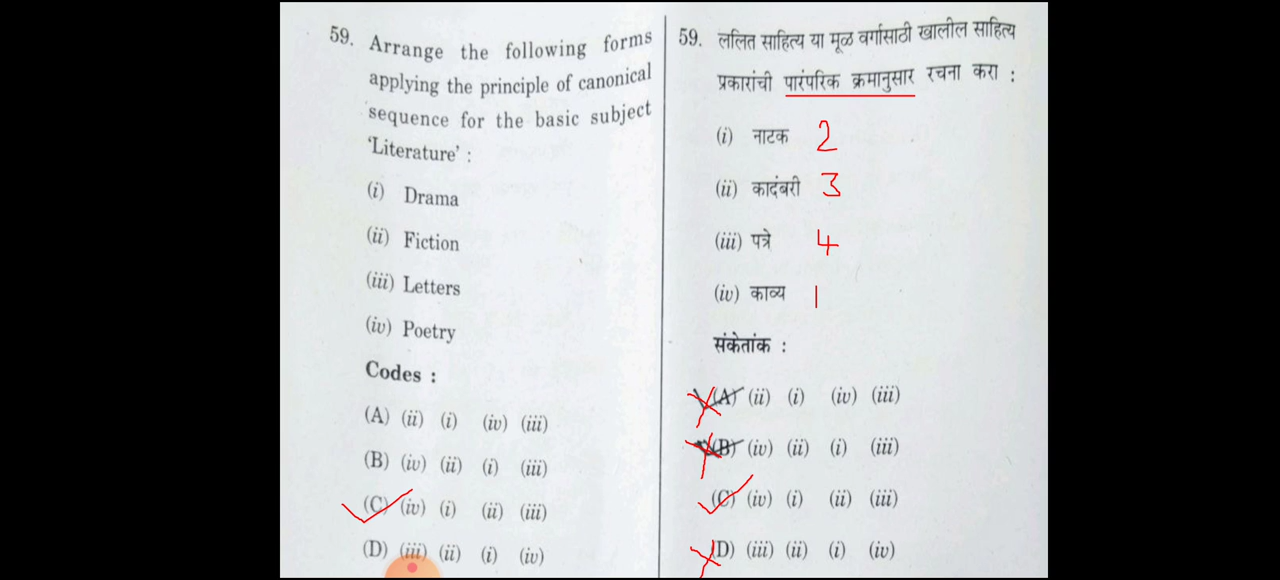 59. Arrange the following forms
applying the principle of canonical
sequence for the basic subject
'Literature' :
(i) Drama
(ii) Fiction
(iii) Letters
(iv) Poetry
Codes :
(A) (ii) (i) (iv) (iii)
(B) (iv) (ii) (i) (iii)
(C) (iv) (i) (ii) (iii)
(D) (iii) (ii) (i) (iv)
59. ललित साहित्य या मूळ वर्गासाठी खालील साहित्य
प्रकारांची पारंपरिक क्रमानुसार रचना करा :
(i) नाटक 2
(ii) कादंबरी 3
(iii) पत्रे 4
(iv) काव्य 1
संकेतांक :
(A) (ii) (i) (iv) (iii)
(B) (iv) (ii) (i) (iii)
(C) (iv) (i) (ii) (iii)
(D) (iii) (ii) (i) (iv)